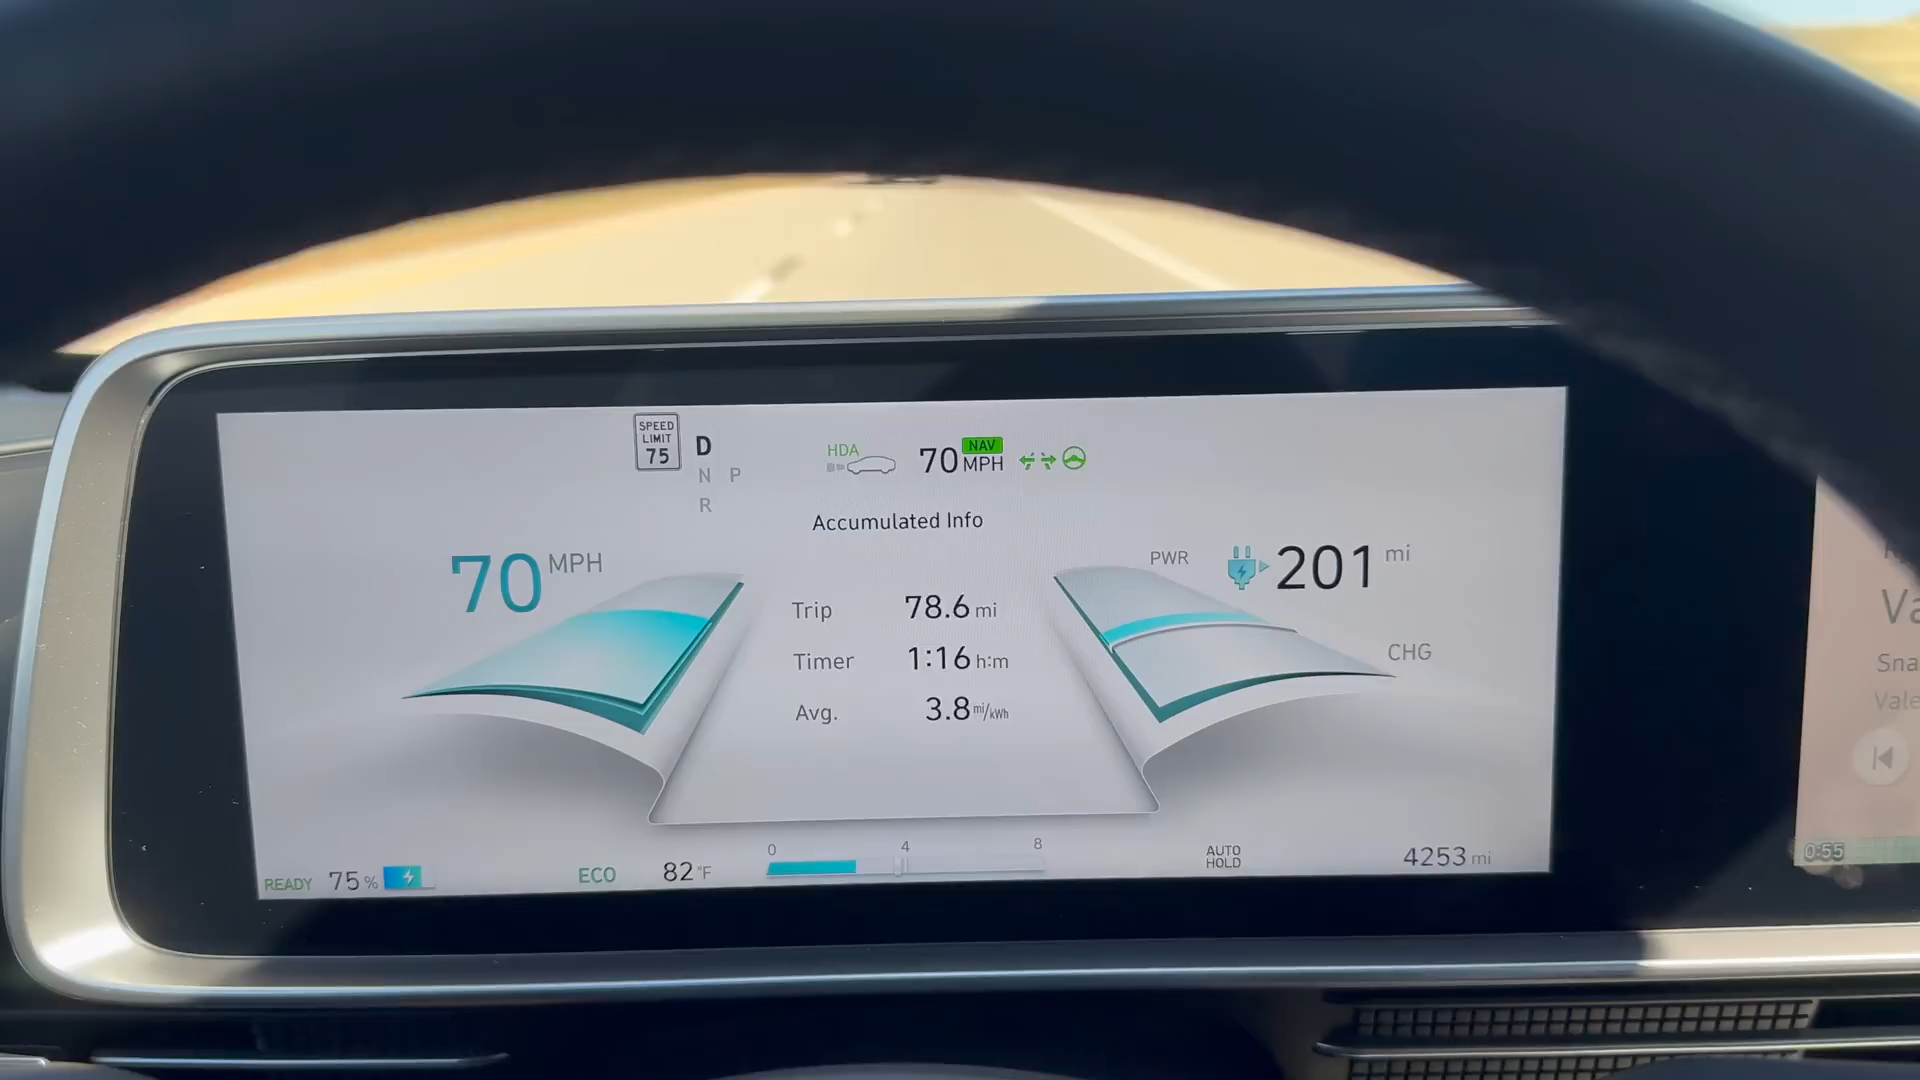 SPEED
LIMIT
75
D
N P
R
HDA
70 MPH
NAV
Accumulated Info
70 MPH
PWR
201 mi
Trip 78.6 mi
Timer 1:16 h:m
CHG
Avg. 3.8 mi/kWh
Sna
Vale
0 4 8
READY 75%
ECO
82°F
AUTO
HOLD
4253 mi
0:55